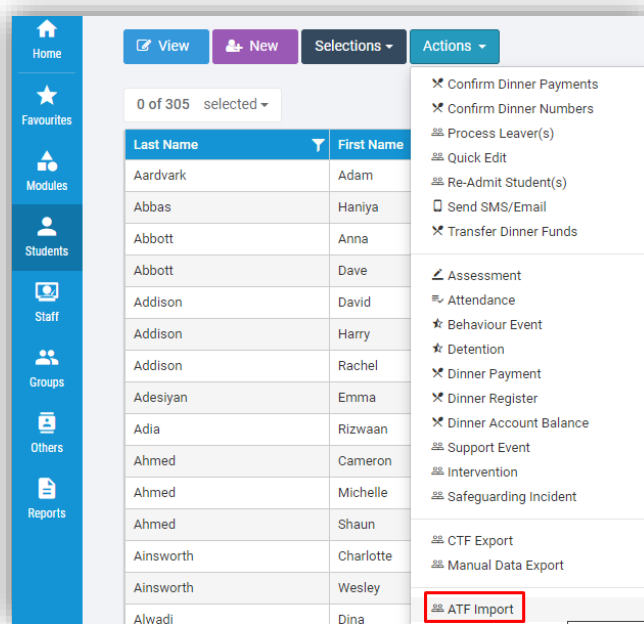 Home
Favourites
Modules
Students
Staff
Groups
Others
Reports
View
New
Selections
Actions
0 of 305 selected
Last Name First Name
Aardvark Adam
Abbas Haniya
Abbott Anna
Abbott Dave
Addison David
Addison Harry
Addison Rachel
Adesiyan Emma
Adia Rizwaan
Ahmed Cameron
Ahmed Michelle
Ahmed Shaun
Ainsworth Charlotte
Ainsworth Wesley
Alwadi Dina
Confirm Dinner Payments
Confirm Dinner Numbers
Process Leaver(s)
Quick Edit
Re-Admit Student(s)
Send SMS/Email
Transfer Dinner Funds
Assessment
Attendance
Behaviour Event
Detention
Dinner Payment
Dinner Register
Dinner Account Balance
Support Event
Intervention
Safeguarding Incident
CTF Export
Manual Data Export
ATF Import